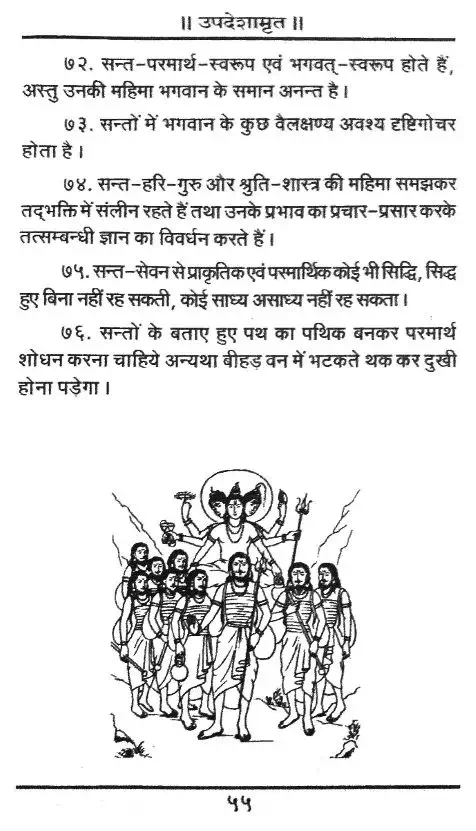 || उपदेशामृत ||
७२. सन्त-परमार्थ-स्वरूप एवं भगवत्-स्वरूप होते हैं,
अस्तु उनकी महिमा भगवान के समान अनन्त है।
७३. सन्तों में भगवान के कुछ वैलक्षण्य अवश्य दृष्टिगोचर
होता है।
७४. सन्त-हरि-गुरु और श्रुति-शास्त्र की महिमा समझकर
तद्भक्ति में संलीन रहते हैं तथा उनके प्रभाव का प्रचार-प्रसार करके
तत्सम्बन्धी ज्ञान का विवर्धन करते हैं।
७५. सन्त-सेवन से प्राकृतिक एवं परमार्थिक कोई भी सिद्धि, सिद्ध
हुए बिना नहीं रह सकती, कोई साध्य असाध्य नहीं रह सकता।
७६. सन्तों के बताए हुए पथ का पथिक बनकर परमार्थ
शोधन करना चाहिये अन्यथा बीहड़ वन में भटकते थक कर दुखी
होना पड़ेगा।
५५